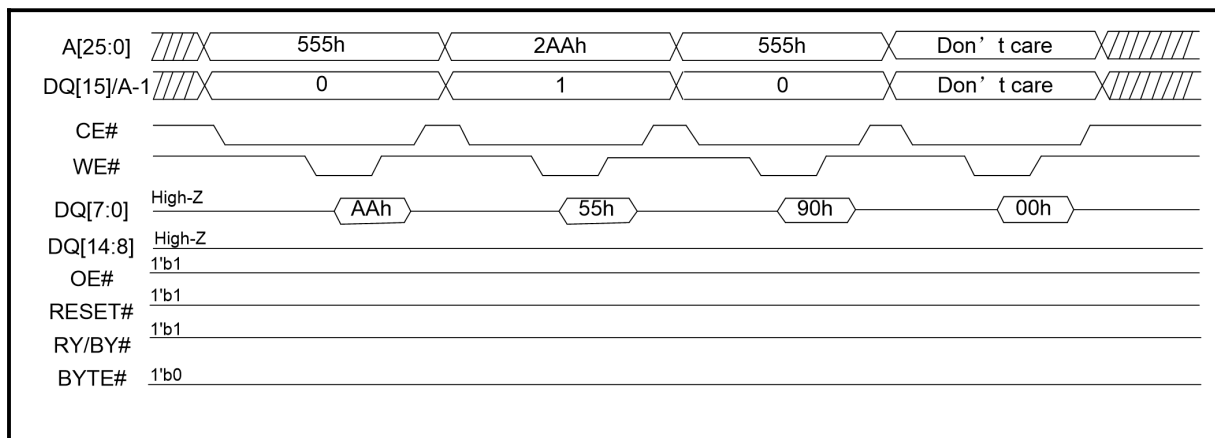 A[25:0] 555h 2AAh 555h Don’t care
DQ[15]/A-1 0 1 0 Don’t care
CE#
WE#
DQ[7:0] High-Z AAh 55h 90h 00h
DQ[14:8] High-Z
OE# 1'b1
RESET# 1'b1
RY/BY# 1'b1
BYTE# 1'b0